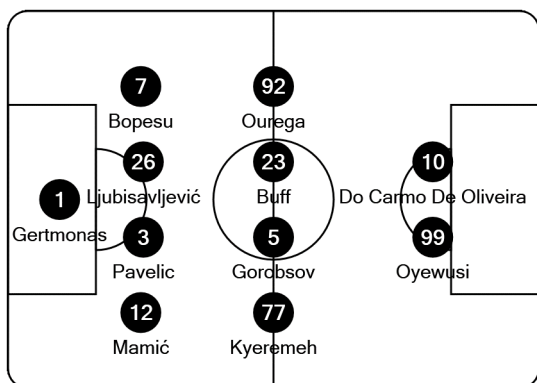 7
Bopesu
92
Ourega
26
Ljubisavljević
23
Buff
10
Do Carmo De Oliveira
1
Gertmonas
3
Pavelic
5
Gorobsov
99
Oyewusi
12
Mamić
77
Kyeremeh